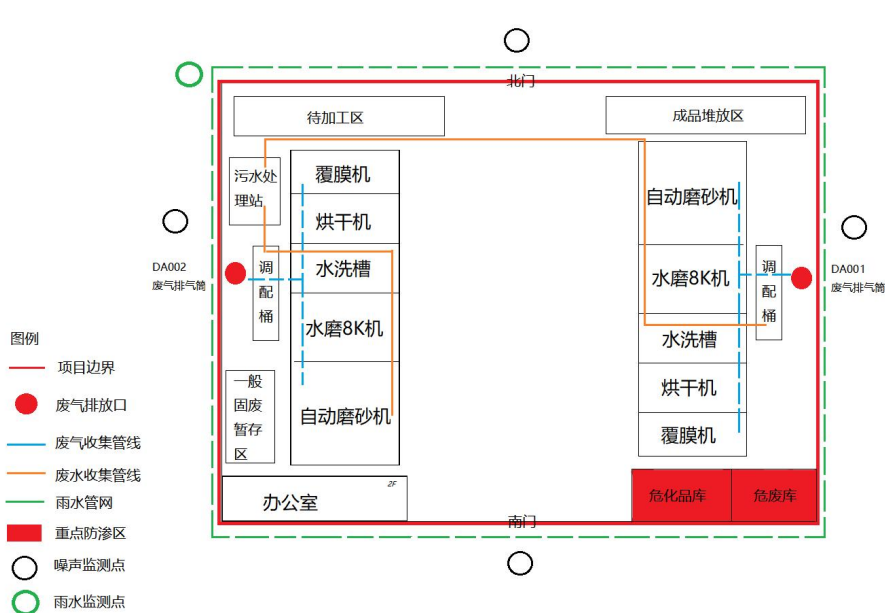 北门
待加工区
成品堆放区
污水处
理站
覆膜机
烘干机
水洗槽
水磨8K机
自动磨砂机
自动磨砂机
水磨8K机
水洗槽
烘干机
覆膜机
DA002
废气排气筒
调
配
桶
调
配
桶
DA001
废气排气筒
一般
固废
暂存
区
办公室
2F
南门
危化品库
危废库
图例
项目边界
废气排放口
废气收集管线
废水收集管线
雨水管网
重点防渗区
噪声监测点
雨水监测点